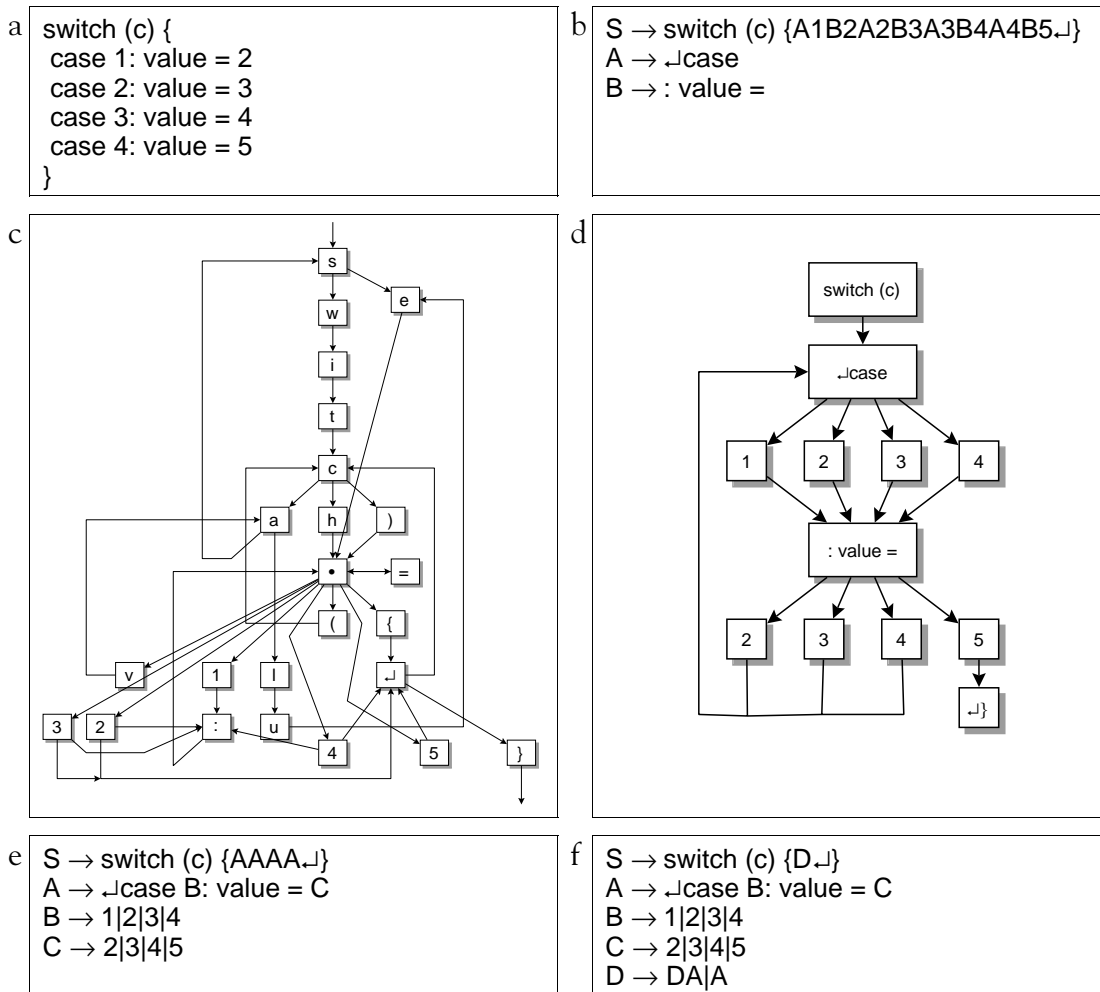 a
switch (c) {
case 1: value = 2
case 2: value = 3
case 3: value = 4
case 4: value = 5
}
b
S → switch (c) {A1B2A2B3A3B4A4B5↵}
A → ↵case
B → : value =
c
s
e
w
i
t
c
a
h
)
•
=
(
{
v
1
l
↵
3
2
:
u
4
5
}
d
switch (c)
↵case
1 2 3 4
: value =
2 3 4 5
↵}
e
S → switch (c) {AAAA↵}
A → ↵case B: value = C
B → 1|2|3|4
C → 2|3|4|5
f
S → switch (c) {D↵}
A → ↵case B: value = C
B → 1|2|3|4
C → 2|3|4|5
D → DA|A